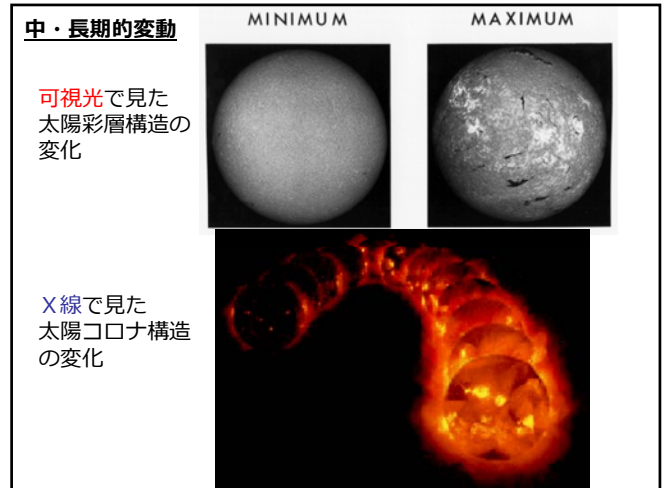 中・長期的変動
MINIMUM
MAXIMUM
可視光で見た
太陽彩層構造の
変化
X線で見た
太陽コロナ構造
の変化